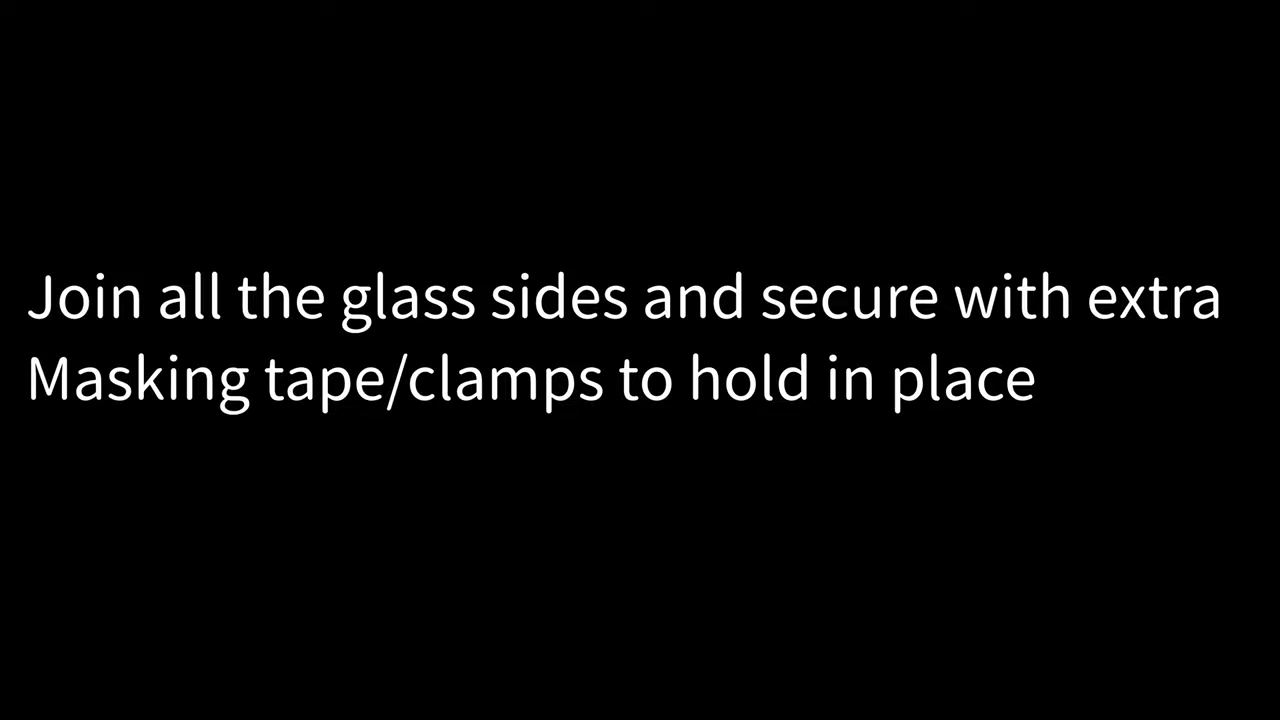 Join all the glass sides and secure with extra
Masking tape/clamps to hold in place